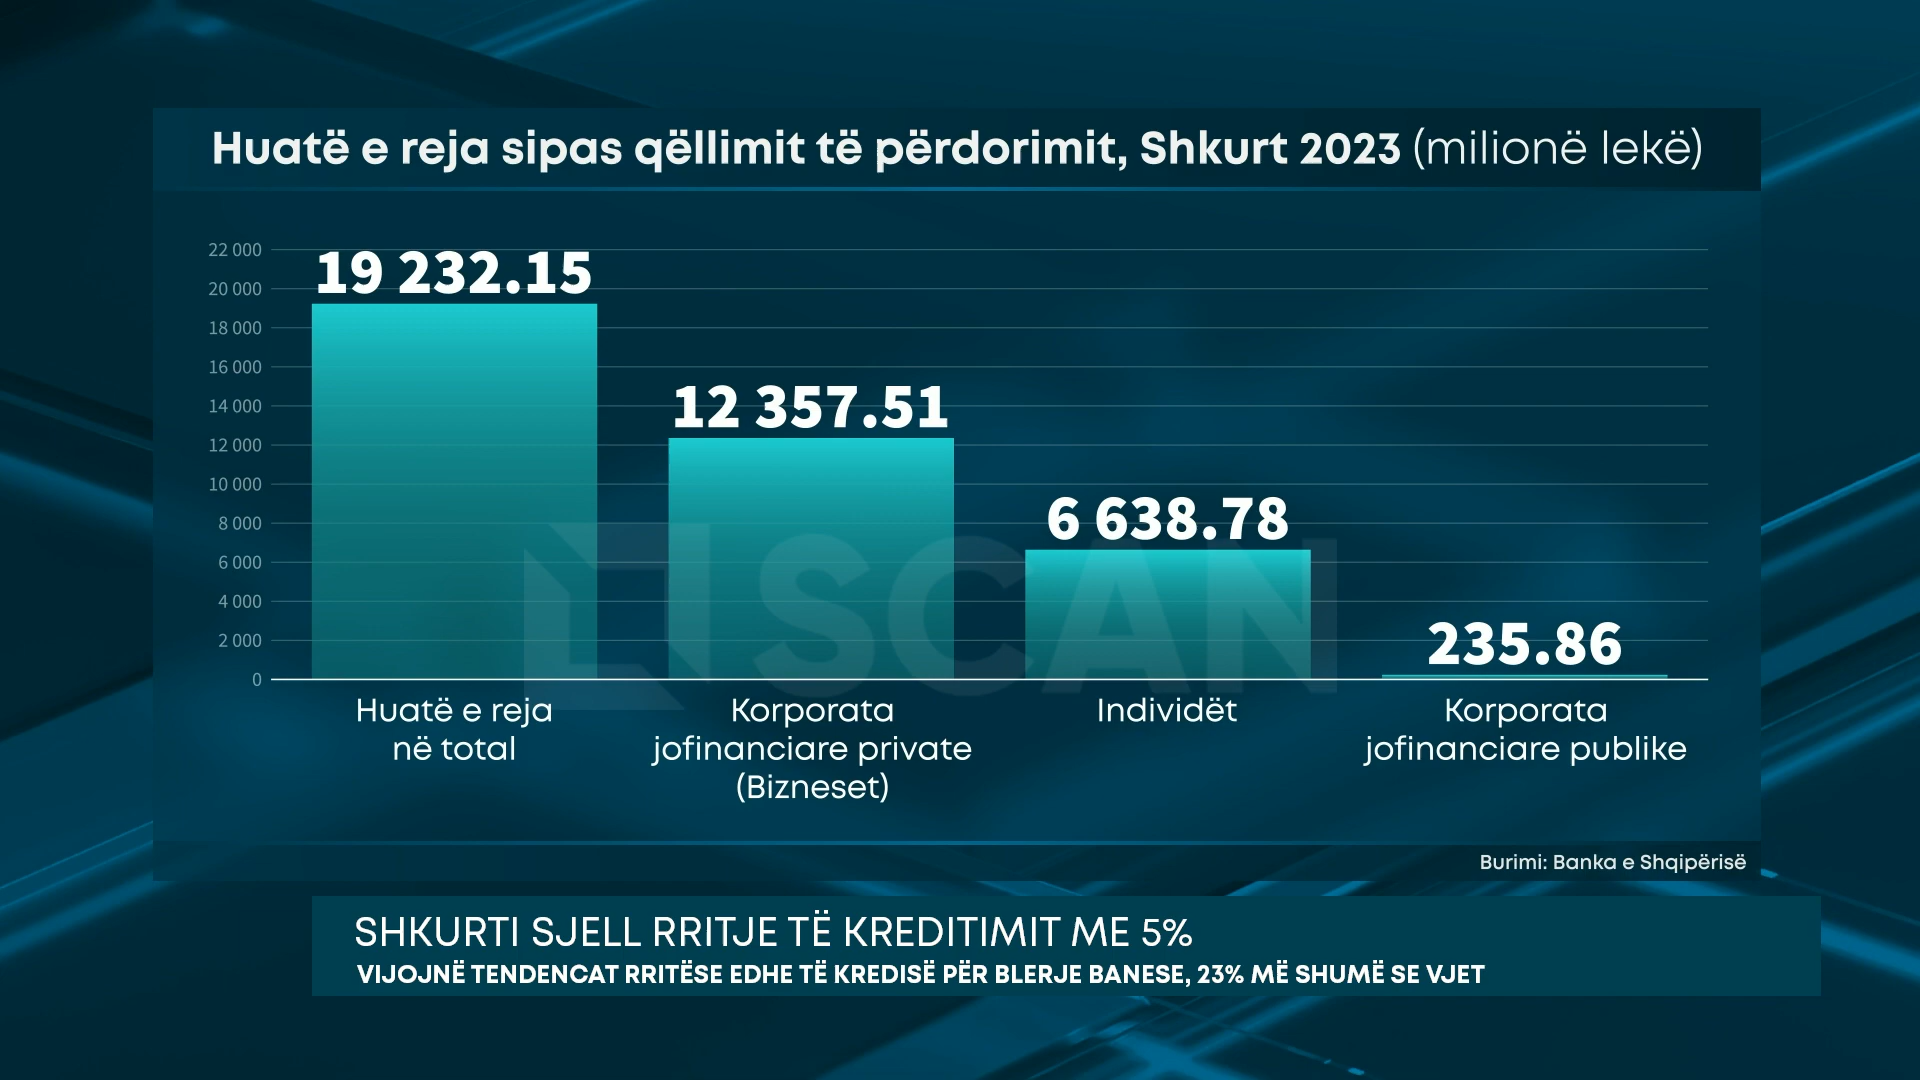 Huatë e reja sipas qëllimit të përdorimit, Shkurt 2023 (milionë lekë)
22 000
20 000
18 000
16 000
14 000
12 000
10 000
8 000
6 000
4 000
2 000
0
19 232.15
12 357.51
6 638.78
235.86
Huatë e reja
në total
Korporata
jofinanciare private
(Bizneset)
Individët
Korporata
jofinanciare publike
SCAN
Burimi: Banka e Shqipërisë
SHKURTI SJELL RRITJE TË KREDITIMIT ME 5%
VIJOJNË TENDENCAT RRITËSE EDHE TË KREDISË PËR BLERJE BANESE, 23% MË SHUMË SE VJET